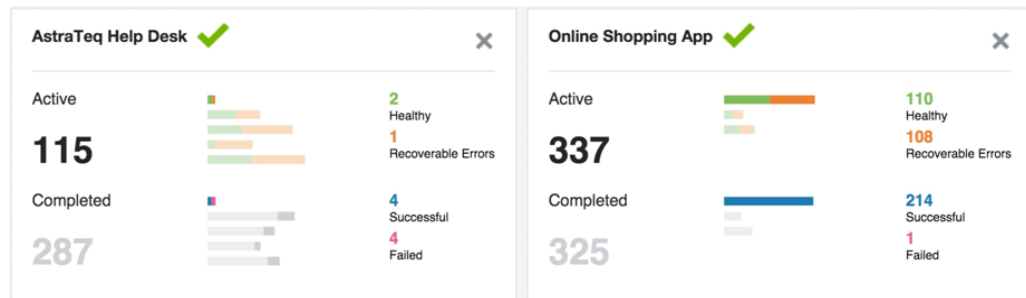 AstraTeq Help Desk
Active
115
2
Healthy
1
Recoverable Errors
Completed
287
4
Successful
4
Failed
Online Shopping App
Active
337
110
Healthy
108
Recoverable Errors
Completed
325
214
Successful
1
Failed